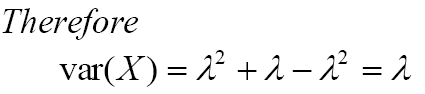 Therefore
var(X) = λ² + λ − λ² = λ